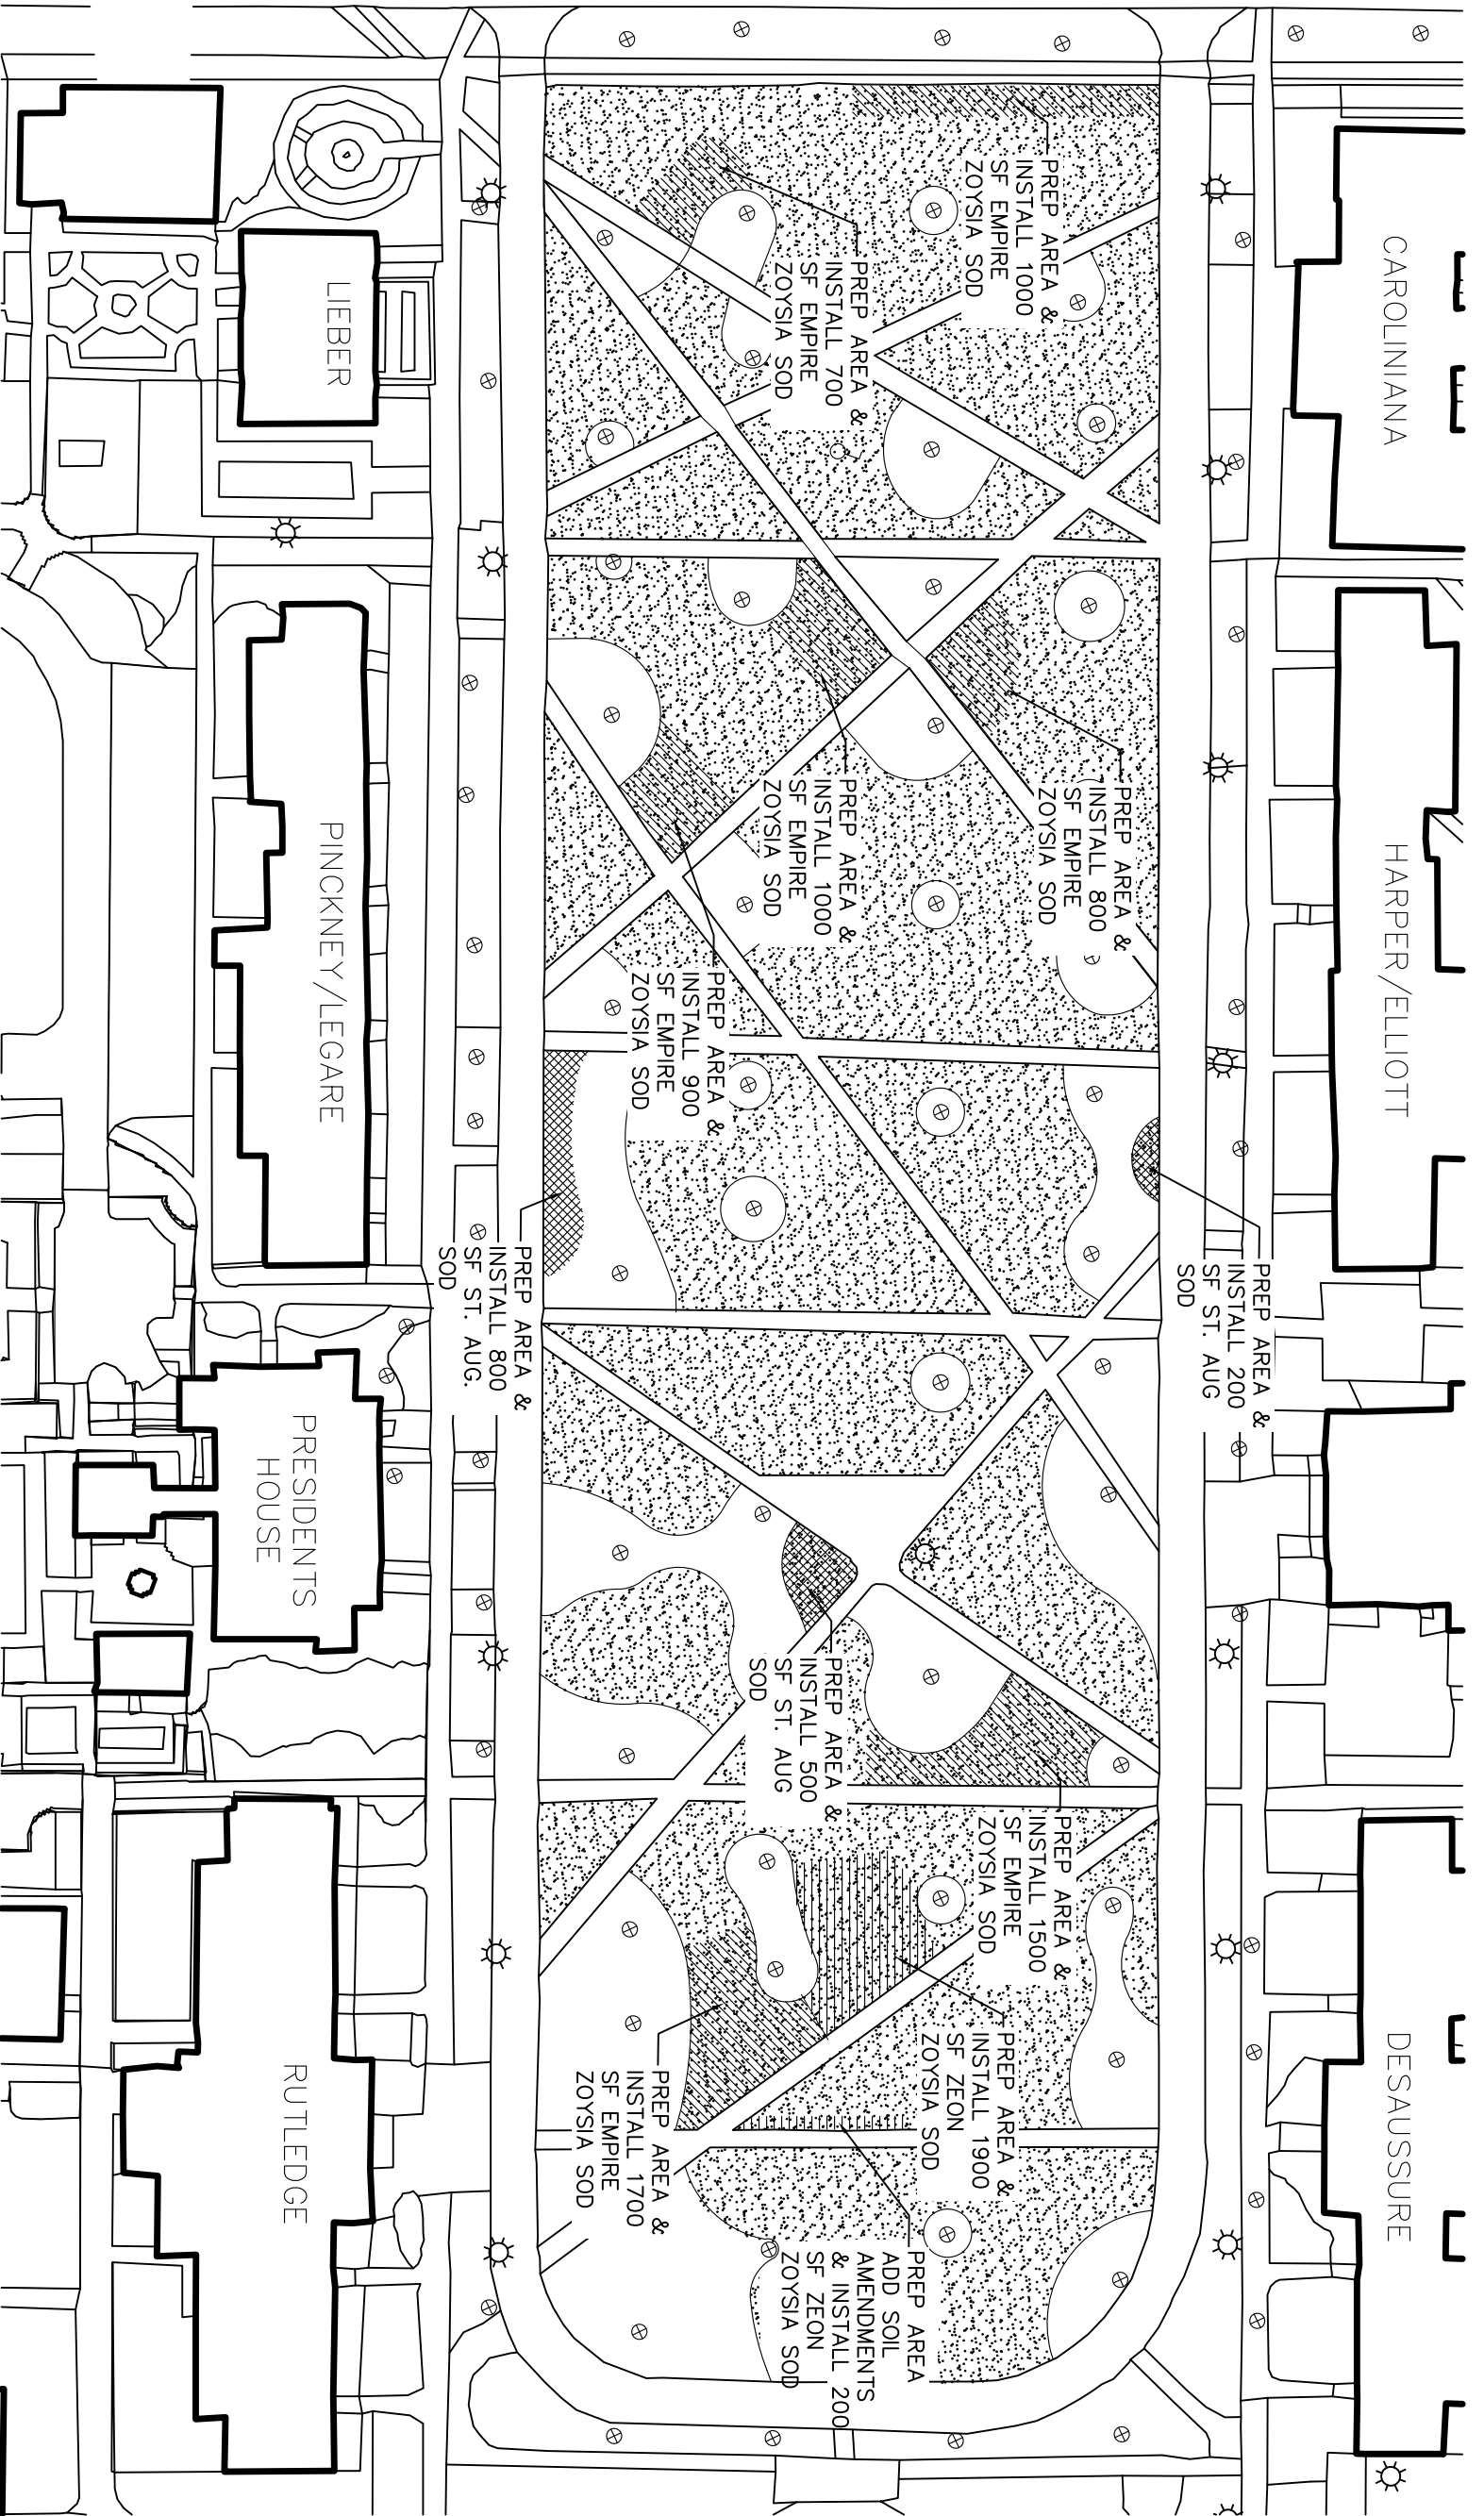 CAROLINIANA
HARPER/ELLIOTT
DESAUSSURE
PREP AREA &
INSTALL 1000
SF EMPIRE
ZOYSIA SOD
PREP AREA &
INSTALL 700
SF EMPIRE
ZOYSIA SOD
PREP AREA &
INSTALL 800
SF EMPIRE
ZOYSIA SOD
PREP AREA &
INSTALL 1000
SF EMPIRE
ZOYSIA SOD
PREP AREA &
INSTALL 900
SF EMPIRE
ZOYSIA SOD
PREP AREA &
INSTALL 200
SF ST. AUG
SOD
PREP AREA &
INSTALL 800
SF ST. AUG.
SOD
PREP AREA &
INSTALL 500
SF ST. AUG
SOD
PREP AREA &
INSTALL 1500
SF EMPIRE
ZOYSIA SOD
PREP AREA &
INSTALL 1900
SF ZEON
ZOYSIA SOD
PREP AREA &
INSTALL 1700
SF EMPIRE
ZOYSIA SOD
PREP AREA
ADD SOIL
AMENDMENTS
& INSTALL 200
SF ZEON
ZOYSIA SOD
LIEBER
PINCKNEY/LEGARE
PRESIDENTS
HOUSE
RUTLEDGE